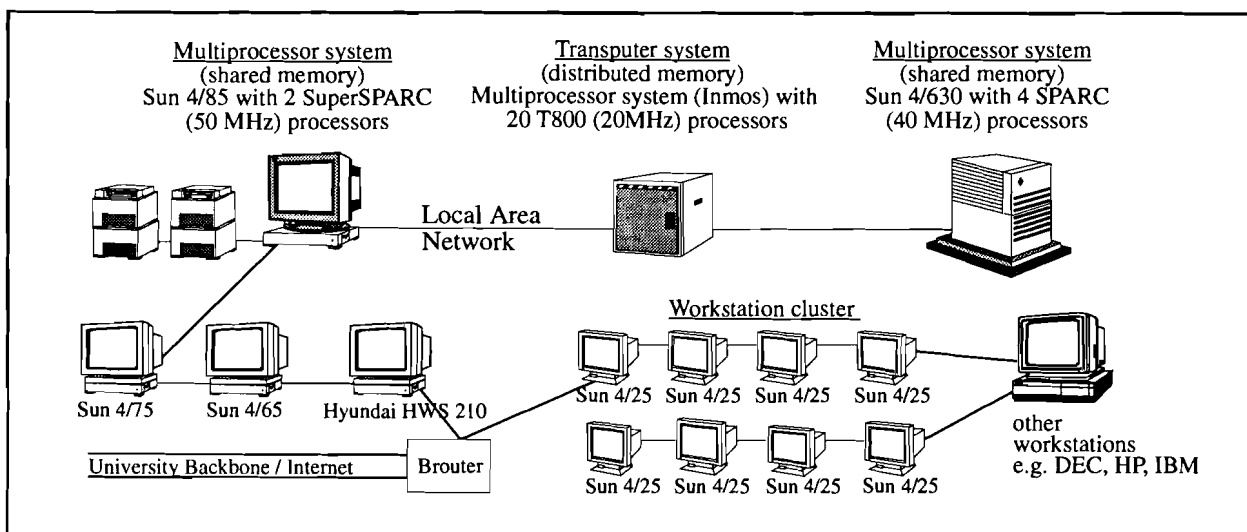 Multiprocessor system
(shared memory)
Sun 4/85 with 2 SuperSPARC
(50 MHz) processors
Transputer system
(distributed memory)
Multiprocessor system (Inmos) with
20 T800 (20MHz) processors
Multiprocessor system
(shared memory)
Sun 4/630 with 4 SPARC
(40 MHz) processors
Local Area
Network
Workstation cluster
Sun 4/75
Sun 4/65
Hyundai HWS 210
Sun 4/25
Sun 4/25
Sun 4/25
Sun 4/25
other
workstations
e.g. DEC, HP, IBM
University Backbone / Internet
Brouter
Sun 4/25
Sun 4/25
Sun 4/25
Sun 4/25